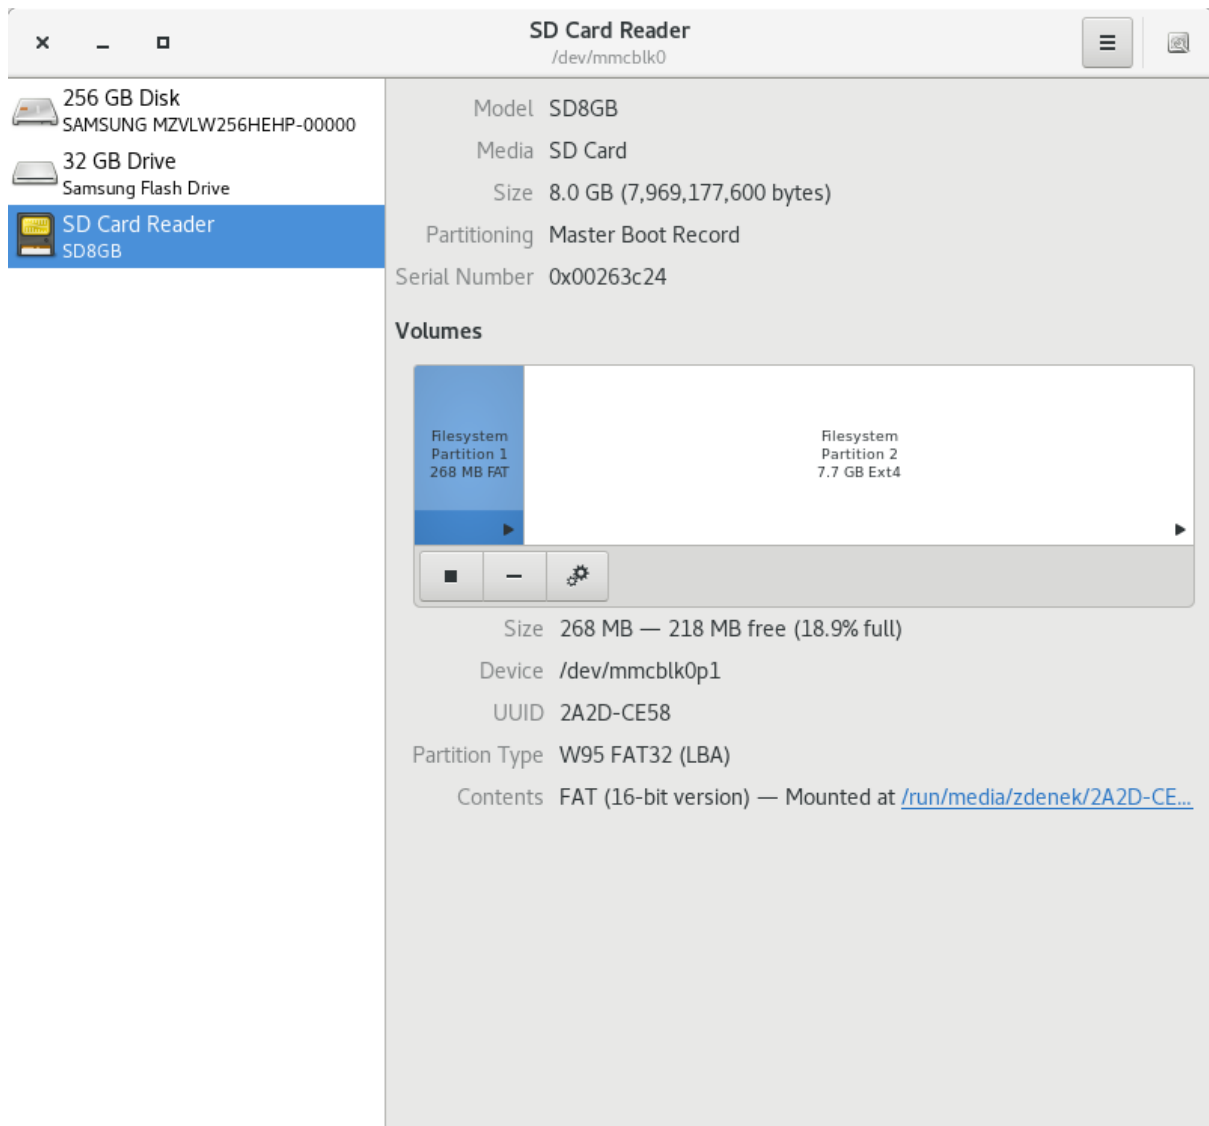 SD Card Reader
/dev/mmcblk0
256 GB Disk
SAMSUNG MZVLW256HEHP-00000
32 GB Drive
Samsung Flash Drive
SD Card Reader
SD8GB
Model SD8GB
Media SD Card
Size 8.0 GB (7,969,177,600 bytes)
Partitioning Master Boot Record
Serial Number 0x00263c24
Volumes
Filesystem
Partition 1
268 MB FAT
Filesystem
Partition 2
7.7 GB Ext4
Size 268 MB — 218 MB free (18.9% full)
Device /dev/mmcblk0p1
UUID 2A2D-CE58
Partition Type W95 FAT32 (LBA)
Contents FAT (16-bit version) — Mounted at /run/media/zdenek/2A2D-CE...